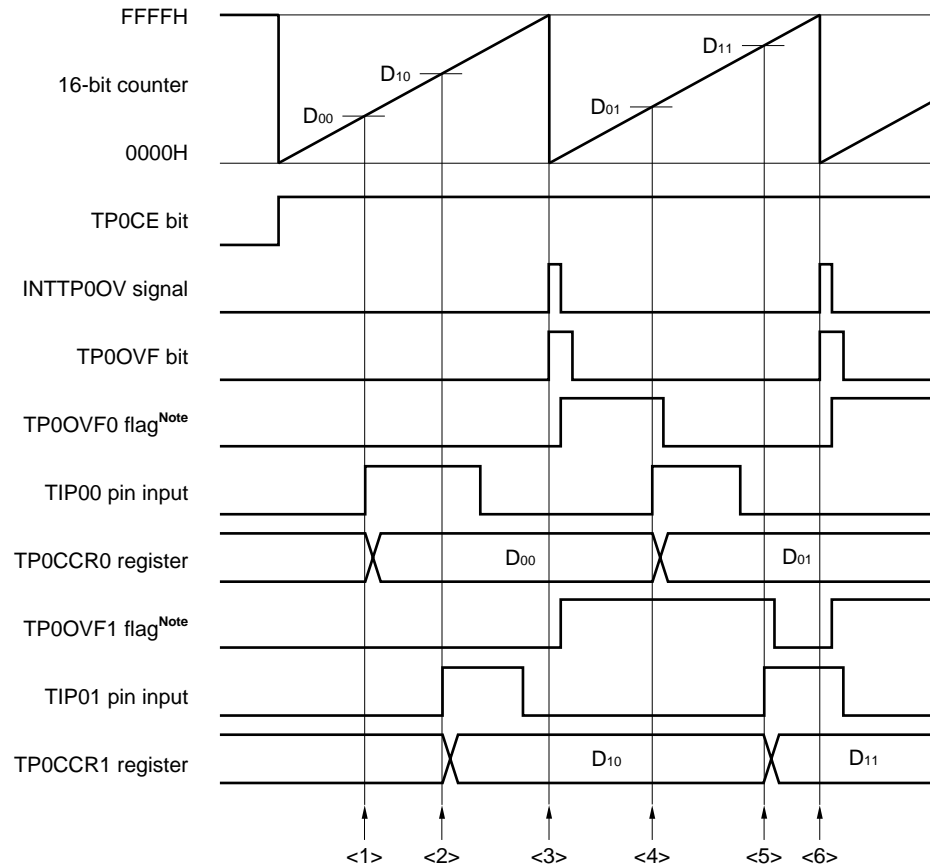 FFFFH
D11
D10
16-bit counter
D01
D00
0000H
TP0CE bit
INTTP0OV signal
TP0OVF bit
TP0OVF0 flagNote
TIP00 pin input
TP0CCR0 register
D00
D01
TP0OVF1 flagNote
TIP01 pin input
TP0CCR1 register
D10
D11
<1> <2> <3> <4> <5> <6>